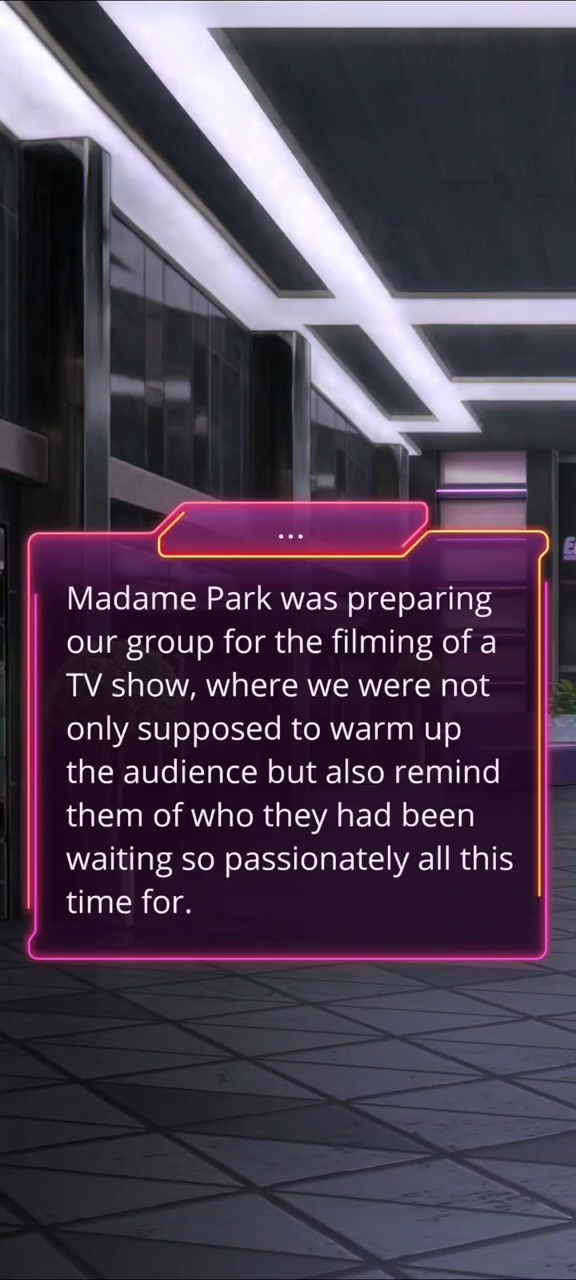 ...
Madame Park was preparing
our group for the filming of a
TV show, where we were not
only supposed to warm up
the audience but also remind
them of who they had been
waiting so passionately all this
time for.